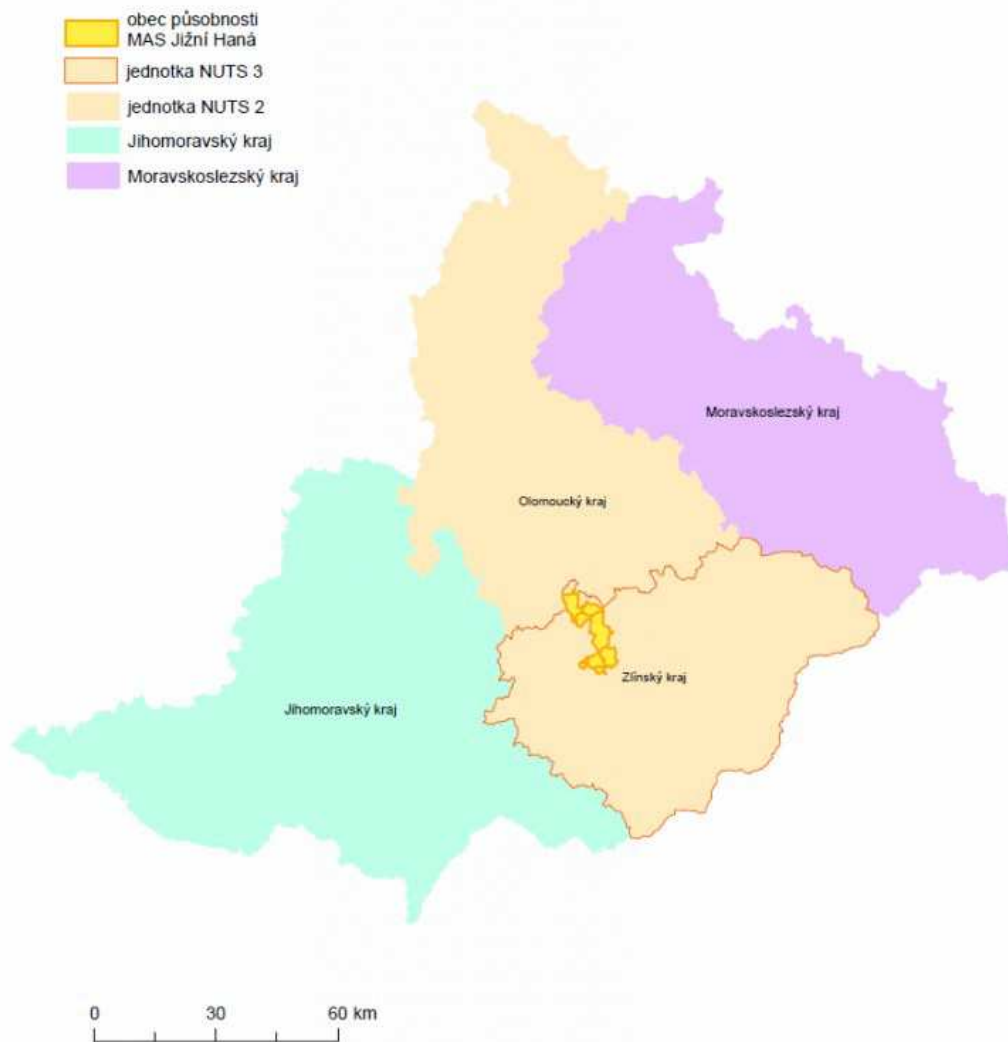 obec působnosti
MAS Jižní Haná
jednotka NUTS 3
jednotka NUTS 2
Jihomoravský kraj
Moravskoslezský kraj
Moravskoslezský kraj
Olomoucký kraj
Zlínský kraj
Jihomoravský kraj
0 30 60 km